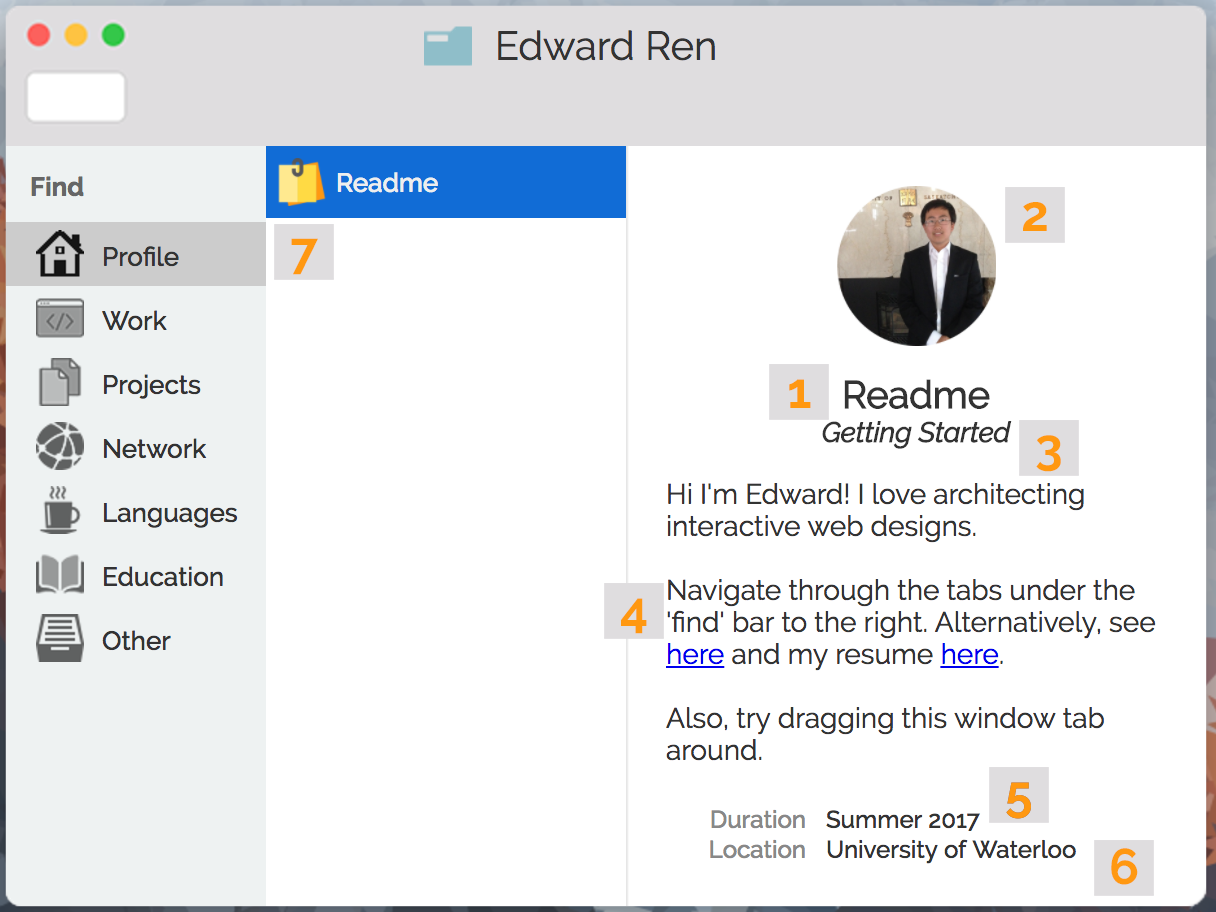 Edward Ren
Find
Profile
Work
Projects
Network
Languages
Education
Other
Readme
7
2
1
Readme
Getting Started
3
Hi I'm Edward! I love architecting
interactive web designs.
4
Navigate through the tabs under the
'find' bar to the right. Alternatively, see
here and my resume here.
Also, try dragging this window tab
around.
5
Duration Summer 2017
Location University of Waterloo
6